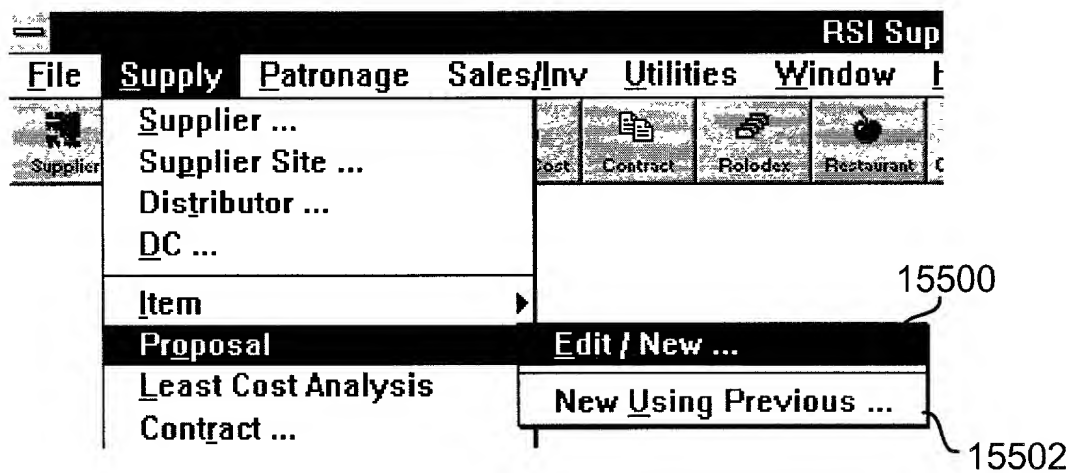 RSI Sup
File Supply Patronage Sales/Inv Utilities Window
Supplier Cost Contract Rolodex Restaurant
Supplier ...
Supplier Site ...
Distributor ...
DC ...
Item
15500
Proposal Edit / New ...
Least Cost Analysis
New Using Previous ...
Contract ...
15502